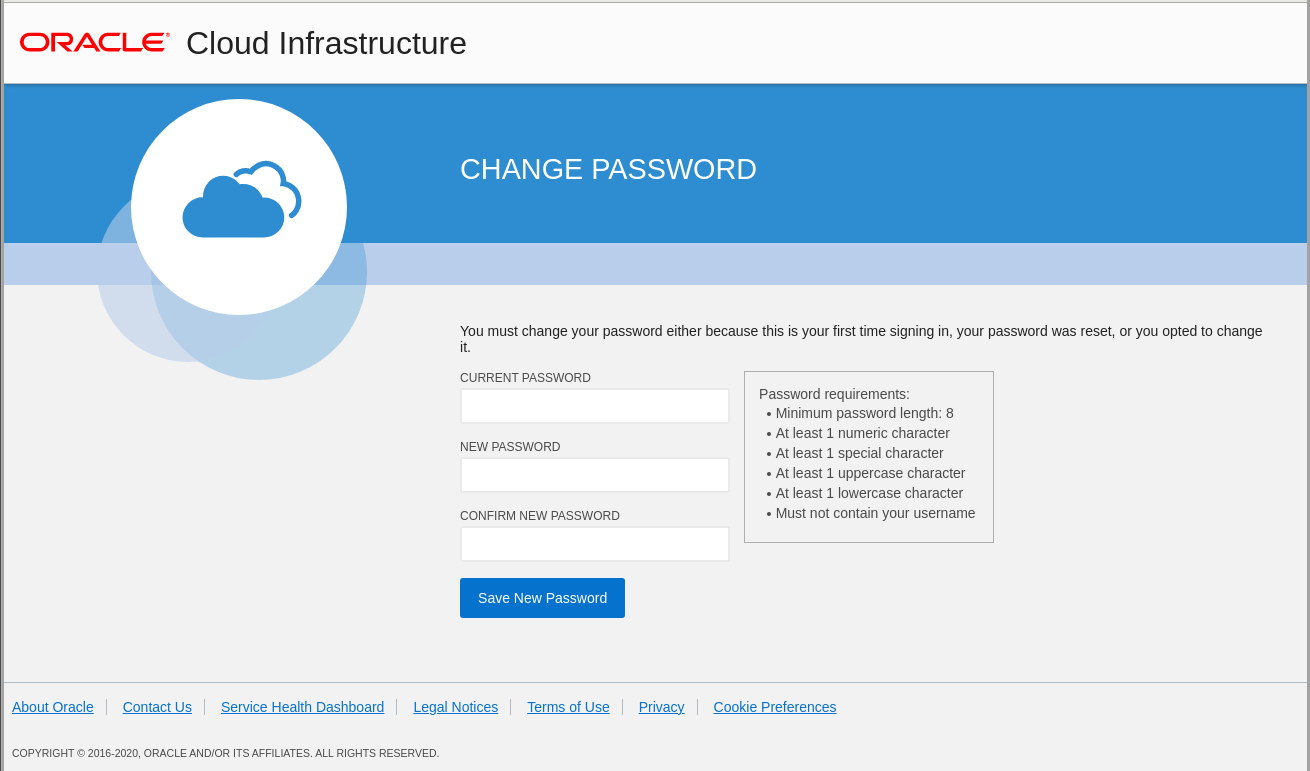 ORACLE® Cloud Infrastructure
CHANGE PASSWORD
You must change your password either because this is your first time signing in, your password was reset, or you opted to change
it.
CURRENT PASSWORD
NEW PASSWORD
CONFIRM NEW PASSWORD
Password requirements:
• Minimum password length: 8
• At least 1 numeric character
• At least 1 special character
• At least 1 uppercase character
• At least 1 lowercase character
• Must not contain your username
Save New Password
About Oracle Contact Us Service Health Dashboard Legal Notices Terms of Use Privacy Cookie Preferences
COPYRIGHT © 2016-2020, ORACLE AND/OR ITS AFFILIATES. ALL RIGHTS RESERVED.